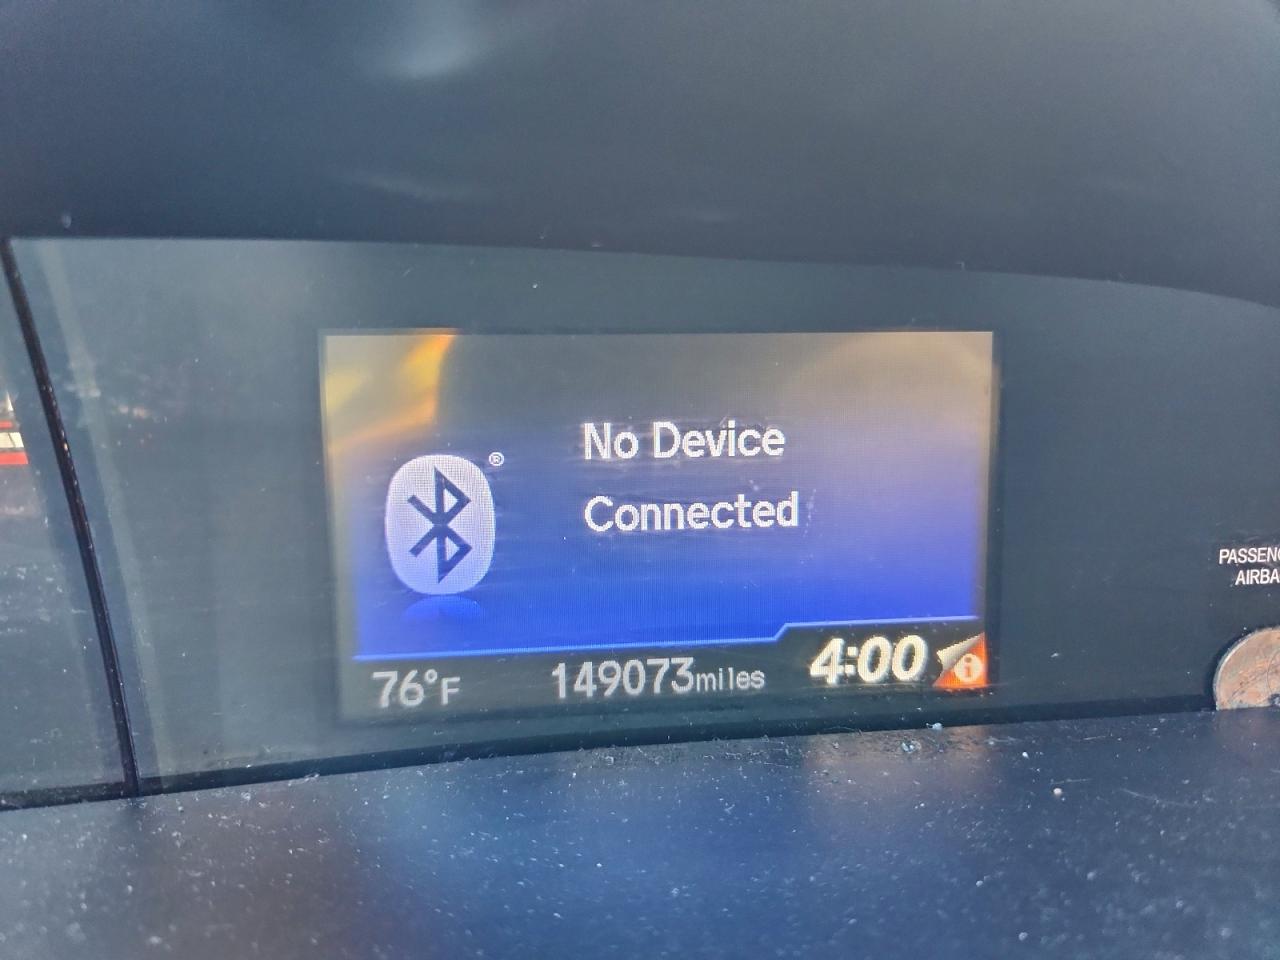 No Device
Connected
®
76°F
149073miles
4:00
i
PASSENG
AIRBA